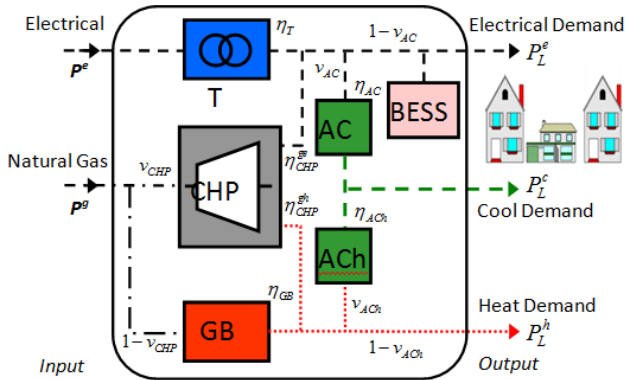 Electrical
P^e
η_T
1-v_AC
Electrical Demand
P_L^e
v_AC
T
η_AC
AC
BESS
Natural Gas
P^g
v_CHP
CHP
η_CHP^ge
η_CHP^gh
P_L^c
Cool Demand
η_ACh
ACh
η_GB
v_ACh
GB
1-v_CHP
Heat Demand
P_L^h
1-v_ACh
Input
Output